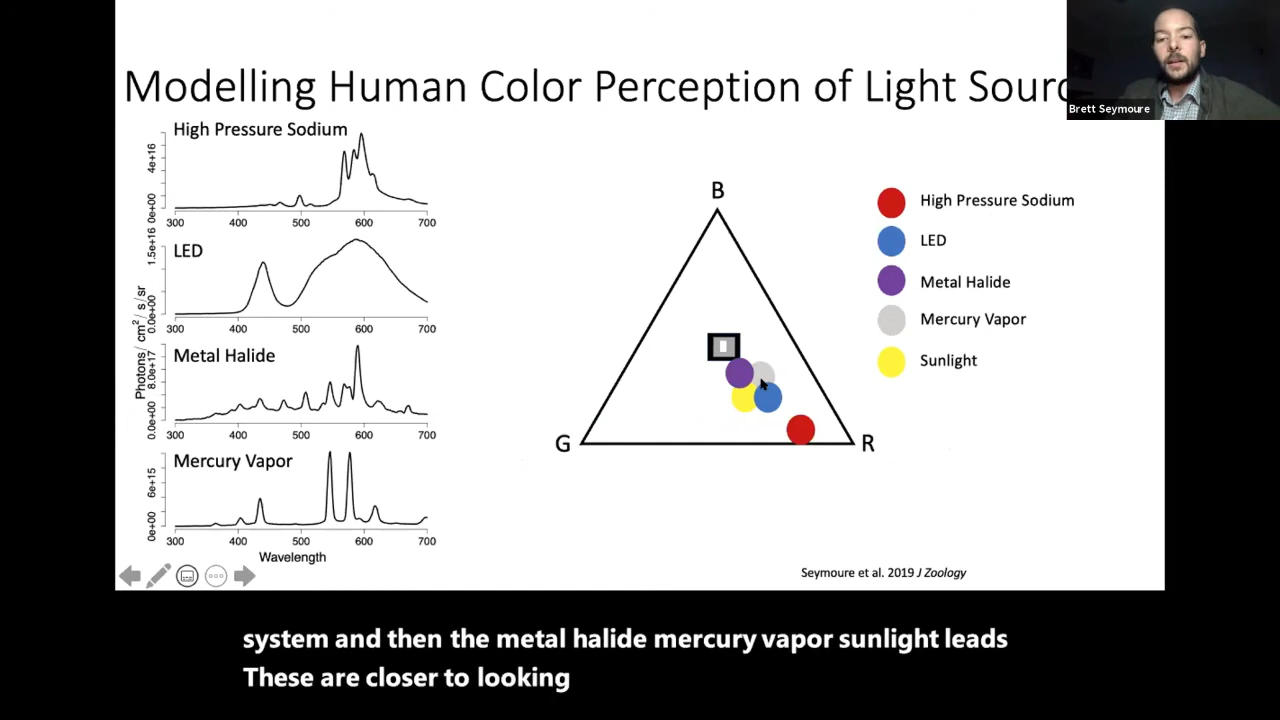 Modelling Human Color Perception of Light Sourc
Brett Seymoure
High Pressure Sodium
0e+00 4e+16
300 400 500 600 700
LED
0.0e+00 1.5e+16
300 400 500 600 700
Metal Halide
0.0e+00 8.0e+17
300 400 500 600 700
Mercury Vapor
0e+00 6e+15
300 400 500 600 700
Wavelength
Photons/ cm² / s/sr
B
G
R
High Pressure Sodium
LED
Metal Halide
Mercury Vapor
Sunlight
Seymoure et al. 2019 J Zoology
system and then the metal halide mercury vapor sunlight leads
These are closer to looking